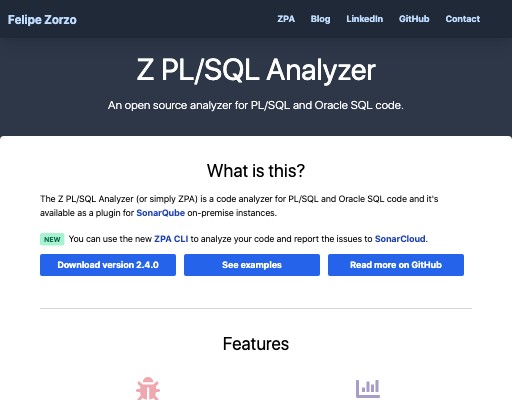 Felipe Zorzo
ZPA Blog LinkedIn GitHub Contact
Z PL/SQL Analyzer
An open source analyzer for PL/SQL and Oracle SQL code.
What is this?
The Z PL/SQL Analyzer (or simply ZPA) is a code analyzer for PL/SQL and Oracle SQL code and it's
available as a plugin for SonarQube on-premise instances.
NEW You can use the new ZPA CLI to analyze your code and report the issues to SonarCloud.
Download version 2.4.0 See examples Read more on GitHub
Features